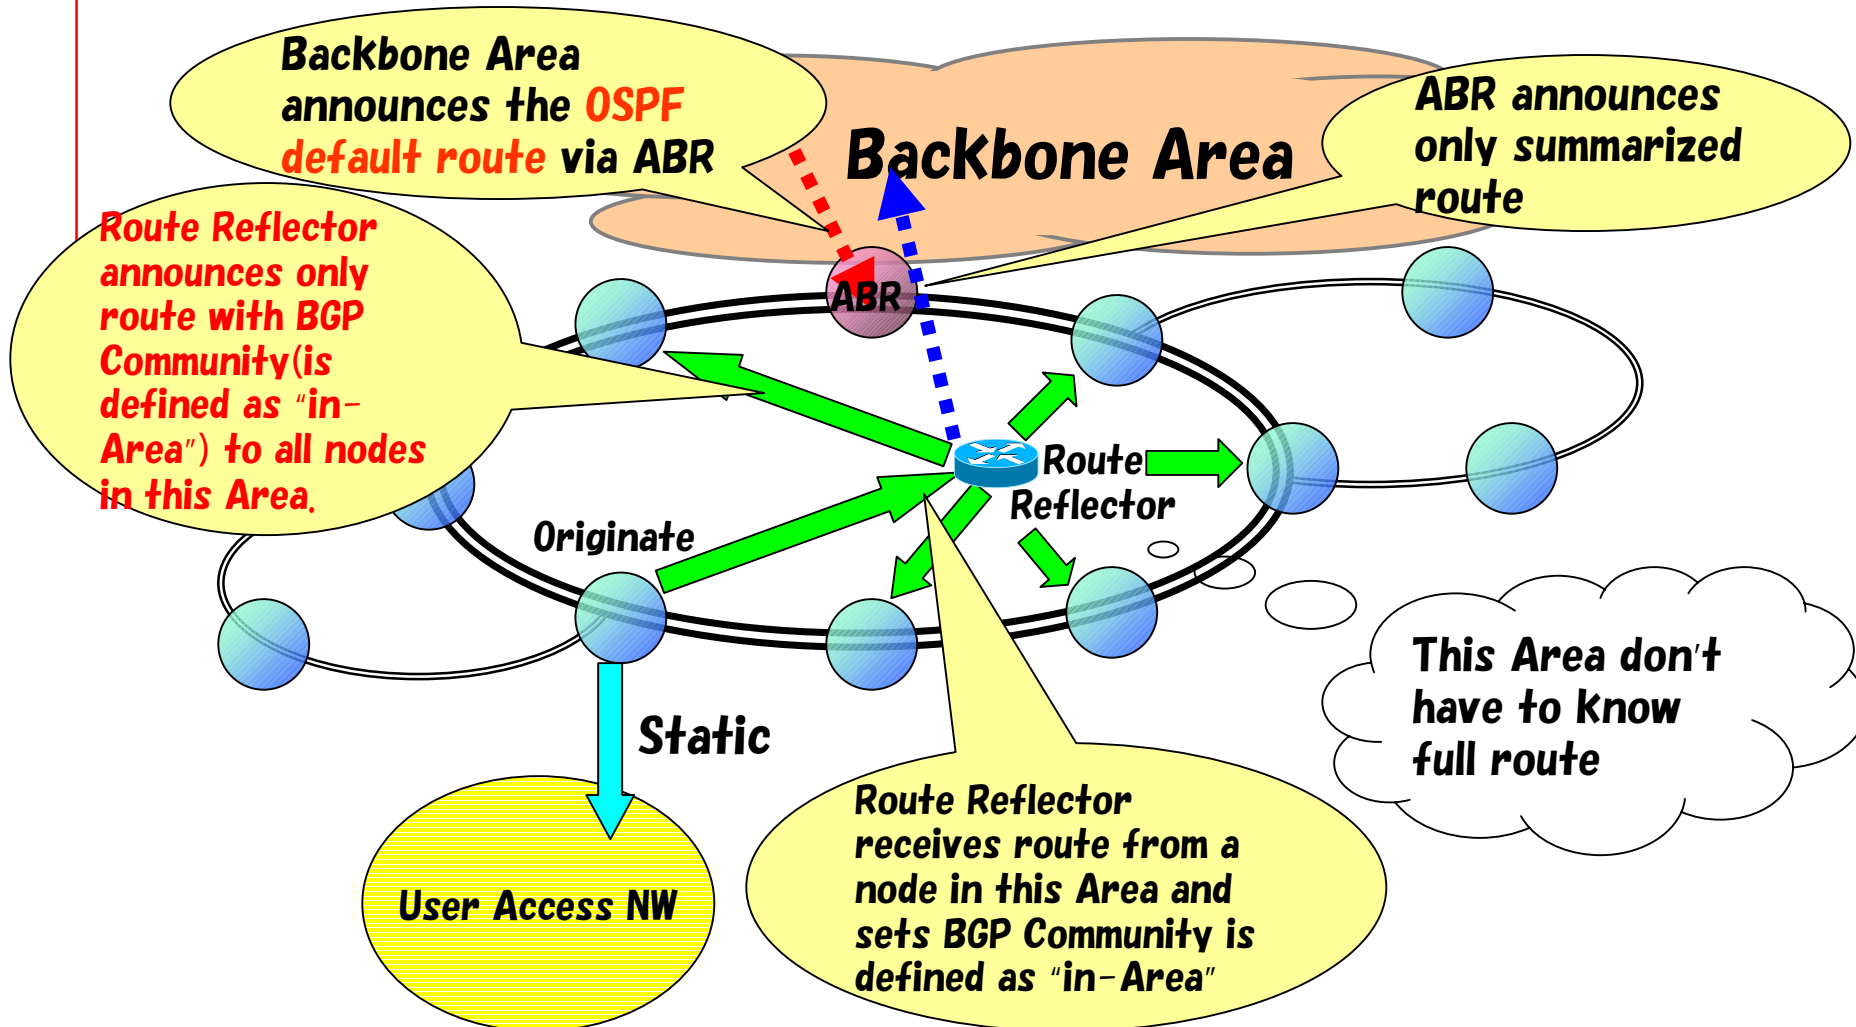 Backbone Area
announces the OSPF
default route via ABR
Backbone Area
ABR announces
only summarized
route
Route Reflector
announces only
route with BGP
Community(is
defined as “in-
Area”) to all nodes
in this Area.
ABR
Route
Reflector
Originate
Static
This Area don't
have to know
full route
User Access NW
Route Reflector
receives route from a
node in this Area and
sets BGP Community is
defined as “in-Area”